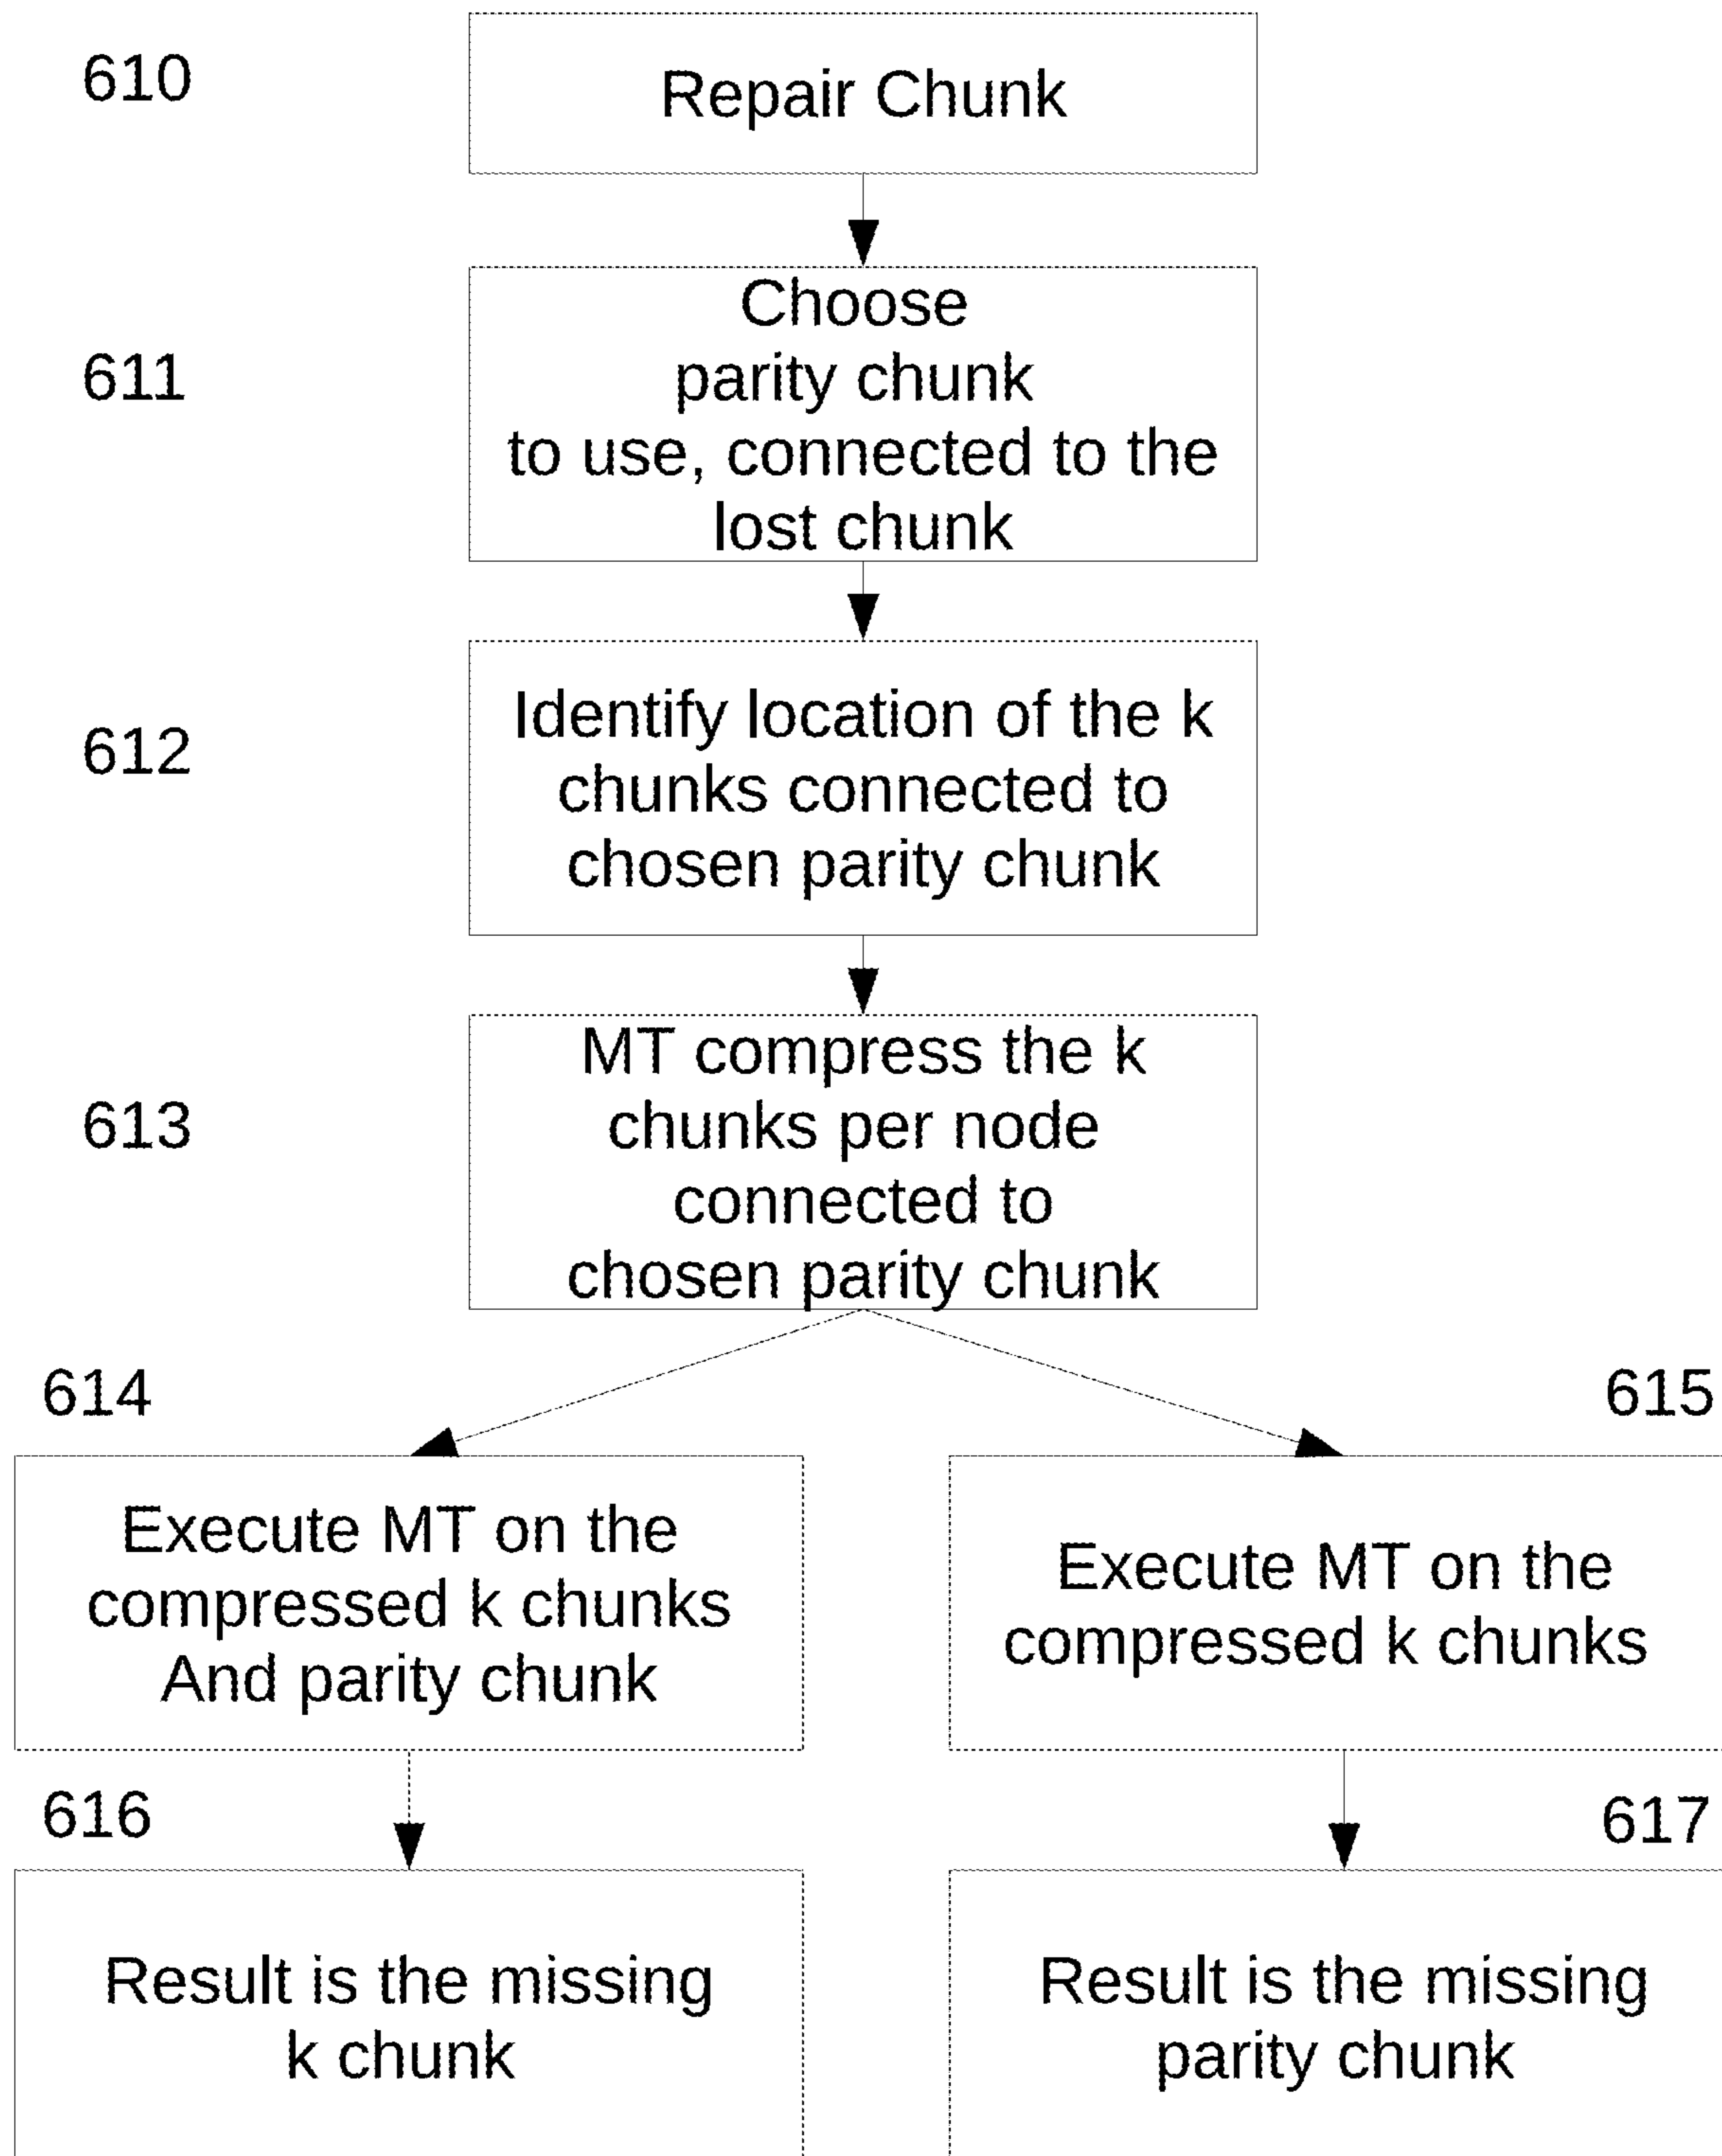 610
Repair Chunk
611
Choose
parity chunk
to use, connected to the
lost chunk
612
Identify location of the k
chunks connected to
chosen parity chunk
613
MT compress the k
chunks per node
connected to
chosen parity chunk
614
615
Execute MT on the
compressed k chunks
And parity chunk
Execute MT on the
compressed k chunks
616
617
Result is the missing
k chunk
Result is the missing
parity chunk